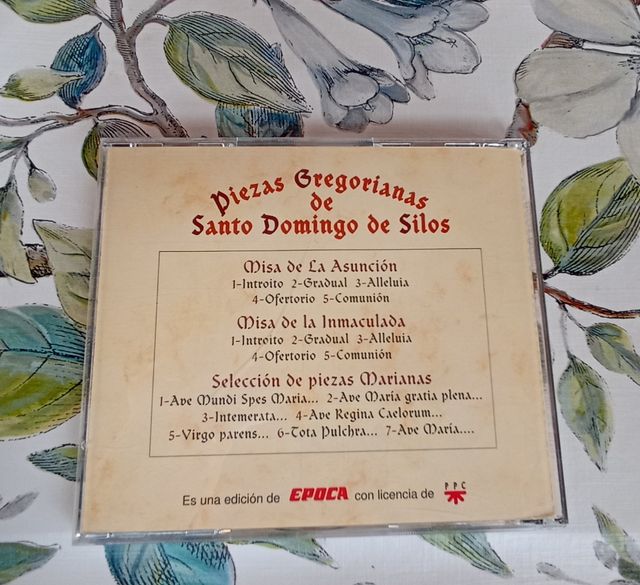 Piezas Gregorianas
de
Santo Domingo de Silos
Misa de La Asunción
1-Introito 2-Gradual 3-Alleluia
4-Ofertorio 5-Comunión
Misa de la Inmaculada
1-Introito 2-Gradual 3-Alleluia
4-Ofertorio 5-Comunión
Selección de piezas Marianas
1-Ave Mundi Spes Maria... 2-Ave María gratia plena...
3-Intemerata... 4-Ave Regina Caelorum...
5-Virgo parens... 6-Tota Pulchra... 7-Ave María....
Es una edición de EPOCA con licencia de PPC